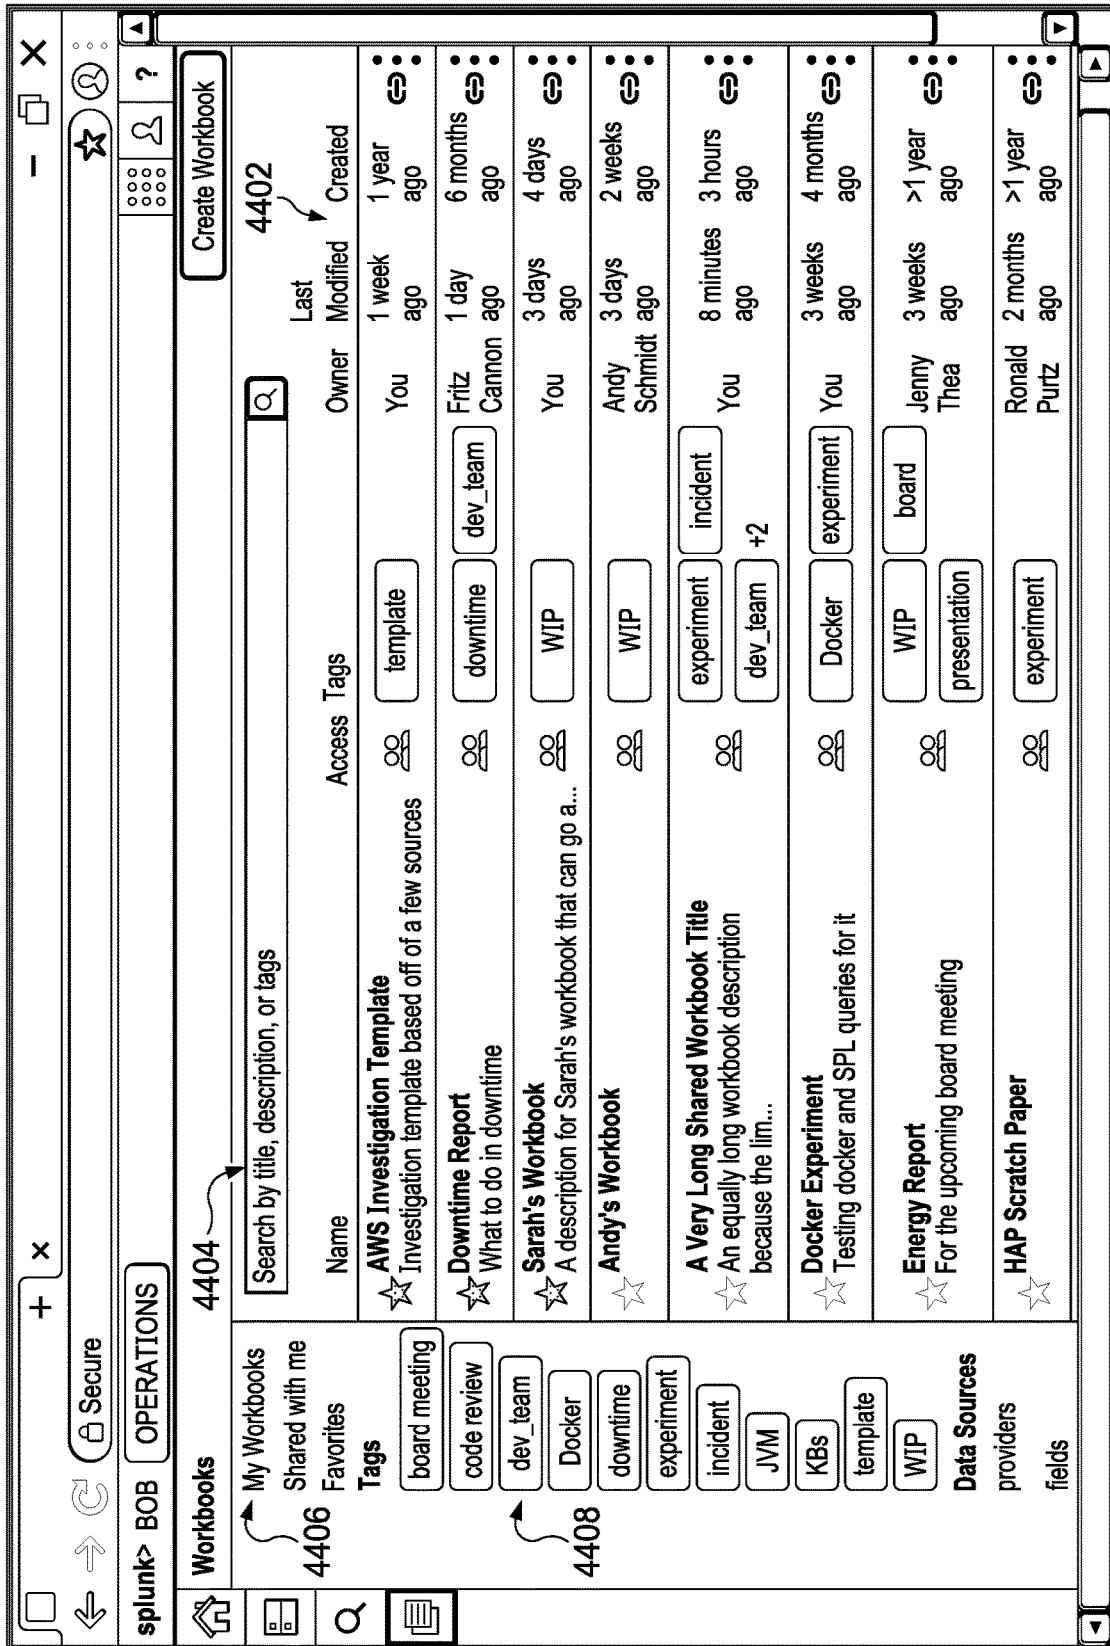 + ×
Secure
splunk> BOB OPERATIONS ?
Workbooks Create Workbook
4404
4402
4406
4408
My Workbooks
Shared with me
Favorites
Tags
board meeting
code review
dev_team
Docker
downtime
experiment
incident
JVM
KBs
template
WIP
Data Sources
providers
fields
Search by title, description, or tags
Name Access Tags Owner Last Modified Created
AWS Investigation Template
Investigation template based off of a few sources
template
You
1 week
ago
1 year
ago
Downtime Report
What to do in downtime
downtime dev_team
Fritz
Cannon
1 day
ago
6 months
ago
Sarah's Workbook
A description for Sarah's workbook that can go a...
WIP
You
3 days
ago
4 days
ago
Andy's Workbook
WIP
Andy
Schmidt
3 days
ago
2 weeks
ago
A Very Long Shared Workbook Title
An equally long workbook description
because the lim...
experiment incident
dev_team +2
You
8 minutes
ago
3 hours
ago
Docker Experiment
Testing docker and SPL queries for it
Docker experiment
You
3 weeks
ago
4 months
ago
Energy Report
For the upcoming board meeting
WIP board
presentation
Jenny
Thea
3 weeks
ago
>1 year
ago
HAP Scratch Paper
experiment
Ronald
Purtz
2 months
ago
>1 year
ago